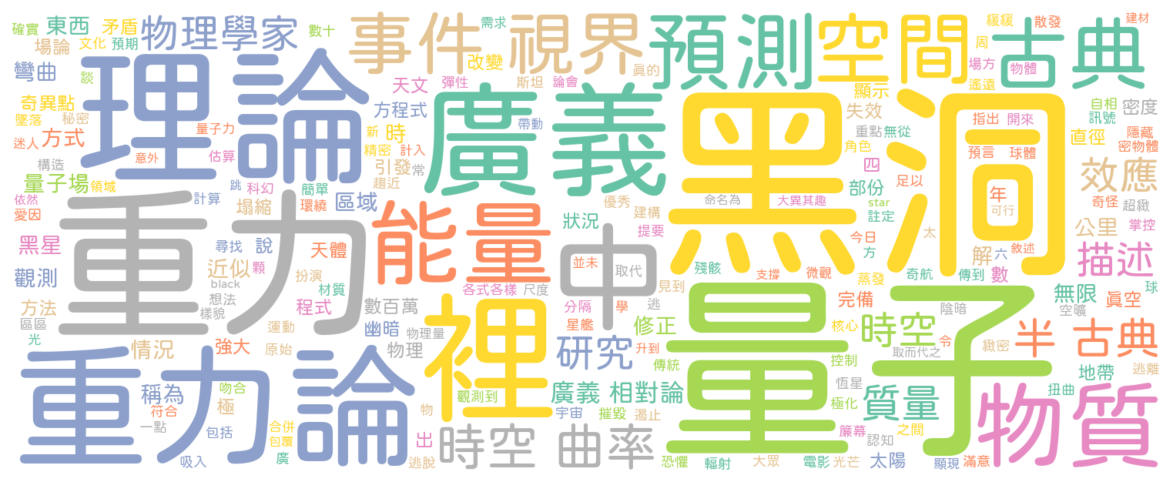 確實
東西
矛盾
物理學家
事件
視界
需求
預測
空間
緩緩
散發
建材
古典
數十
場論
文化
預期
改變
周
場方
物體
遙遠
彎曲
談
理論
天文
彈性
斯坦
論會
真的
奇異點
秘密
墜落
方程式
廣義
顯示
失效
黑洞
自相
訊號
密度
帶動
新
時
精密
計入
指出
開來
直徑
隱藏
密物體
迷人
方式
量子力
意外
估算
引發
常
重點
無從
角色
四
預言
球體
構造
量子場
領域
跳
科幻
簡單
趨近
部份
足以
效應
奇怪
超緻
依然
愛因
計算
塌縮
環繞
區域
優秀
命名為
大異其趣
star
註定
年
可行
重力
能量
中
建構
提要
狀況
公里
掌控
黑星
尋找
說
天體
並未
取代
殘骸
今日
方
太
解
六
敘述
描述
觀測
近似
顆
扮演
材質
各式各樣
尺度
支撐
微觀
蒸發
奇航
傳到
數
black
想法
樣貌
程式
數百萬
分隔
學
逃
見到
完備
無限
真空
球
方法
區區
光
運動
幽暗
物理量
裡
星艦
修正
量子
時空
陰暗
空曠
情況
強大
原始
物理
研究
升到
傳統
核心
控制
取而代之
令
緻密
半
古典
重力論
稱為
吻合
極
觀測到
廣義
相對論
恆星
極化
質量
地帶
扭曲
逃離
符合
一點
包括
合併
包覆
物
宇宙
摧毀
遏止
簾幕
認知
之間
物質
吸入
廣
出
逃脫
時空
曲率
恐懼
輻射
大眾
電影
光芒
太陽
顯現
滿意